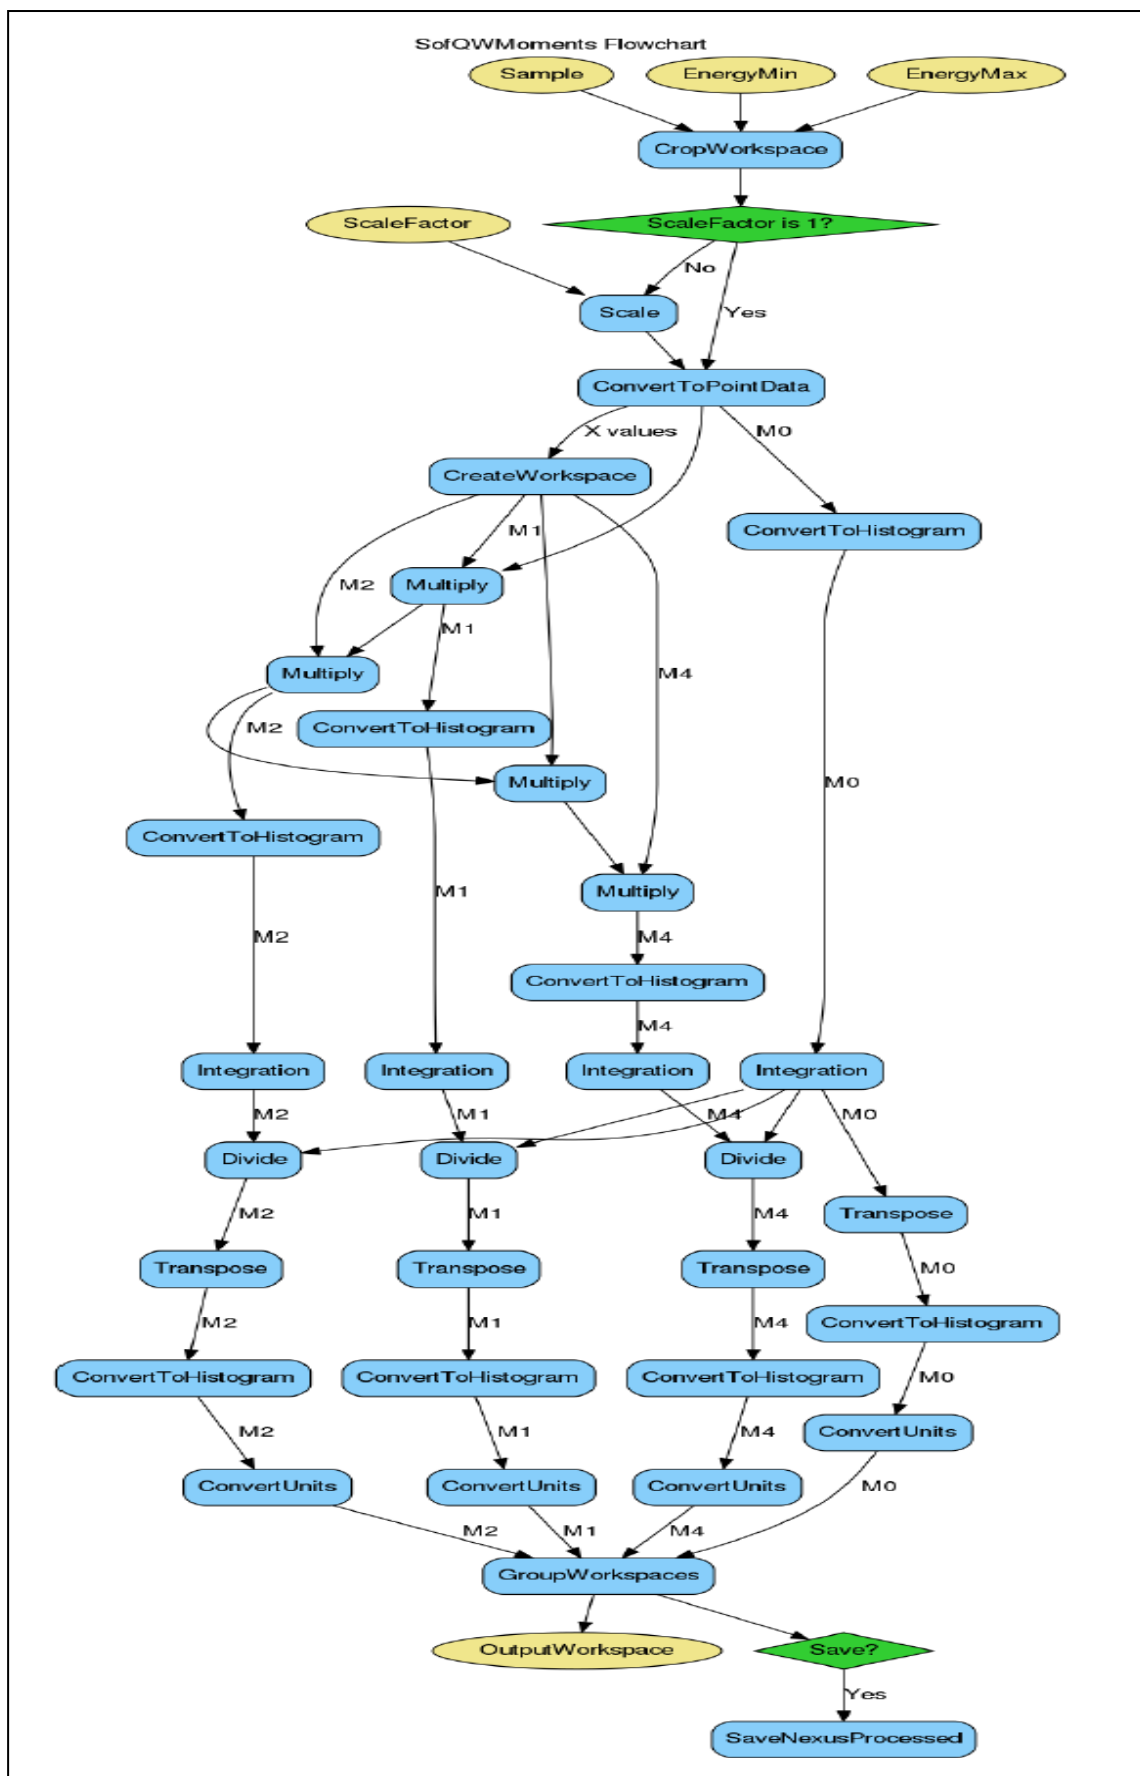 SofQWMoments Flowchart
Sample
EnergyMin
EnergyMax
CropWorkspace
ScaleFactor
ScaleFactor is 1?
No
Scale
Yes
ConvertToPointData
X values
M0
CreateWorkspace
M1
ConvertToHistogram
M2
Multiply
M1
Multiply
M4
M2
ConvertToHistogram
Multiply
M0
ConvertToHistogram
M1
Multiply
M2
M4
ConvertToHistogram
M4
Integration
Integration
Integration
Integration
M2
M1
M4
M0
Divide
Divide
Divide
M2
M1
M4
Transpose
Transpose
Transpose
Transpose
M0
M2
M1
M4
ConvertToHistogram
ConvertToHistogram
ConvertToHistogram
ConvertToHistogram
M0
M2
M1
M4
ConvertUnits
ConvertUnits
ConvertUnits
ConvertUnits
M0
M2
M1
M4
GroupWorkspaces
OutputWorkspace
Save?
Yes
SaveNexusProcessed